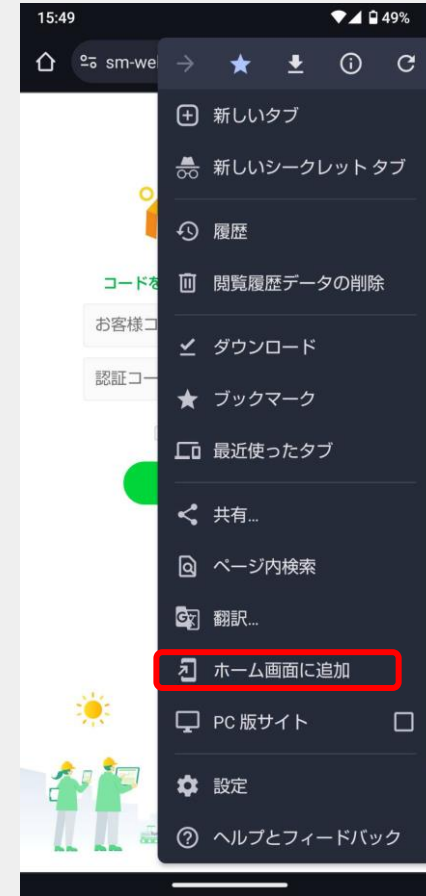 15:49
49%
sm-wel
新しいタブ
新しいシークレット タブ
履歴
コードを
閲覧履歴データの削除
お客様コ
ダウンロード
認証コー
ブックマーク
最近使ったタブ
共有...
ページ内検索
翻訳...
ホーム画面に追加
PC 版サイト
設定
ヘルプとフィードバック